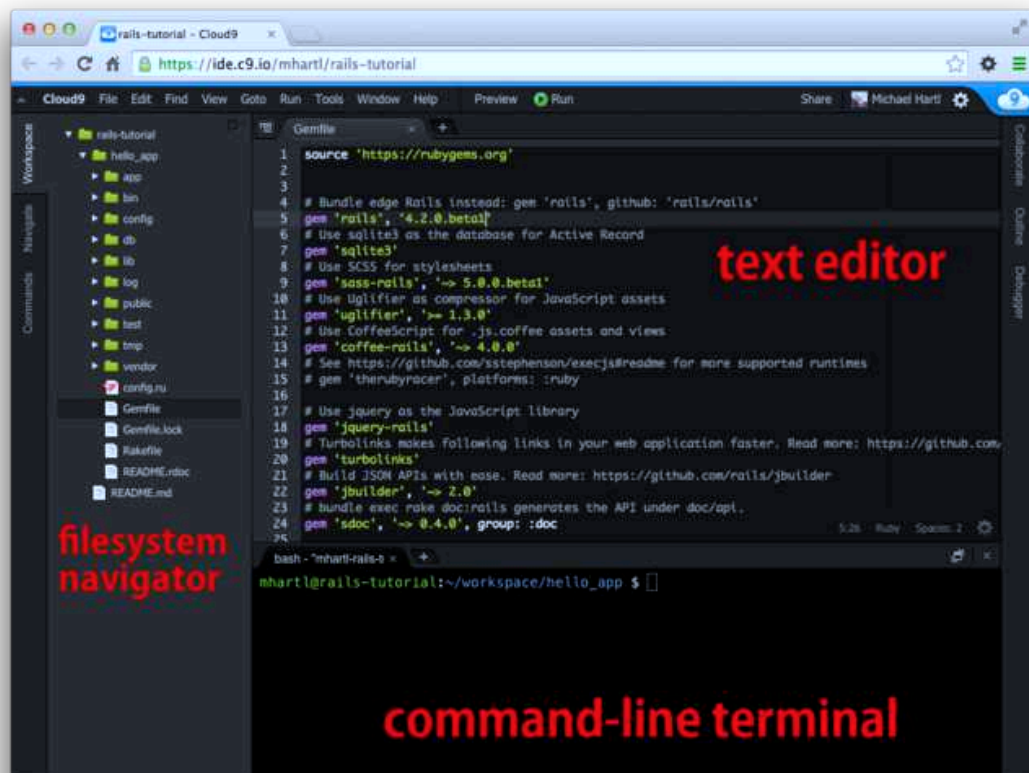 rails-tutorial - Cloud9
https://ide.c9.io/mhartl/rails-tutorial
Cloud9 File Edit Find View Goto Run Tools Window Help Preview Run Share Michael Hartl
Workspace
Navigate
Commands
rails-tutorial
hello_app
app
bin
config
db
lib
log
public
test
tmp
vendor
config.ru
Gemfile
Gemfile.lock
Rakefile
README.rdoc
README.md
filesystem
navigator
Gemfile
1 source 'https://rubygems.org'
2
3
4 # Bundle edge Rails instead: gem 'rails', github: 'rails/rails'
5 gem 'rails', '4.2.0.beta1'
6 # Use sqlite3 as the database for Active Record
7 gem 'sqlite3'
8 # Use SCSS for stylesheets
9 gem 'sass-rails', '~> 5.0.0.beta1'
10 # Use Uglifier as compressor for JavaScript assets
11 gem 'uglifier', '>= 1.3.0'
12 # Use CoffeeScript for .js.coffee assets and views
13 gem 'coffee-rails', '~> 4.0.0'
14 # See https://github.com/sstephenson/execjs#readme for more supported runtimes
15 # gem 'therubyracer', platforms: :ruby
16
17 # Use jquery as the JavaScript library
18 gem 'jquery-rails'
19 # Turbolinks makes following links in your web application faster. Read more: https://github.com/
20 gem 'turbolinks'
21 # Build JSON APIs with ease. Read more: https://github.com/rails/jbuilder
22 gem 'jbuilder', '~> 2.0'
23 # bundle exec rake doc:rails generates the API under doc/api.
24 gem 'sdoc', '~> 0.4.0', group: :doc
25
text editor
5:26 Ruby Spaces: 2
Collaborate
Outline
Debugger
bash - "mhartl-rails-t
mhartl@rails-tutorial:~/workspace/hello_app $
command-line terminal